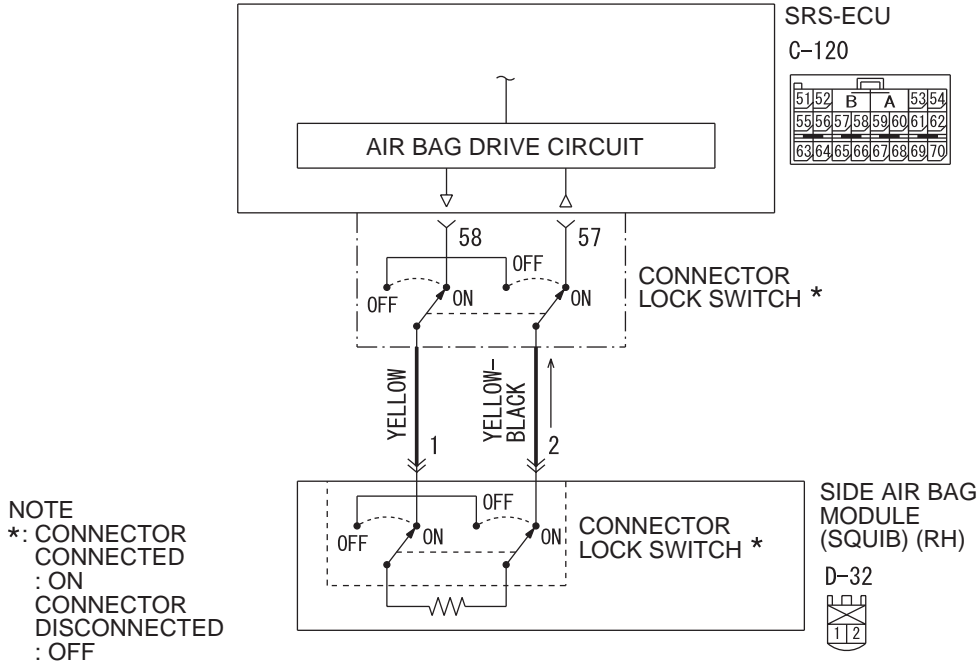 SRS-ECU
C-120
51 52 B A 53 54
55 56 57 58 59 60 61 62
63 64 65 66 67 68 69 70
AIR BAG DRIVE CIRCUIT
58 57
OFF
OFF ON ON
CONNECTOR
LOCK SWITCH *
YELLOW
YELLOW-
BLACK
1 2
OFF
OFF ON ON
CONNECTOR
LOCK SWITCH *
SIDE AIR BAG
MODULE
(SQUIB) (RH)
D-32
1 2
NOTE
*: CONNECTOR
CONNECTED
: ON
CONNECTOR
DISCONNECTED
: OFF